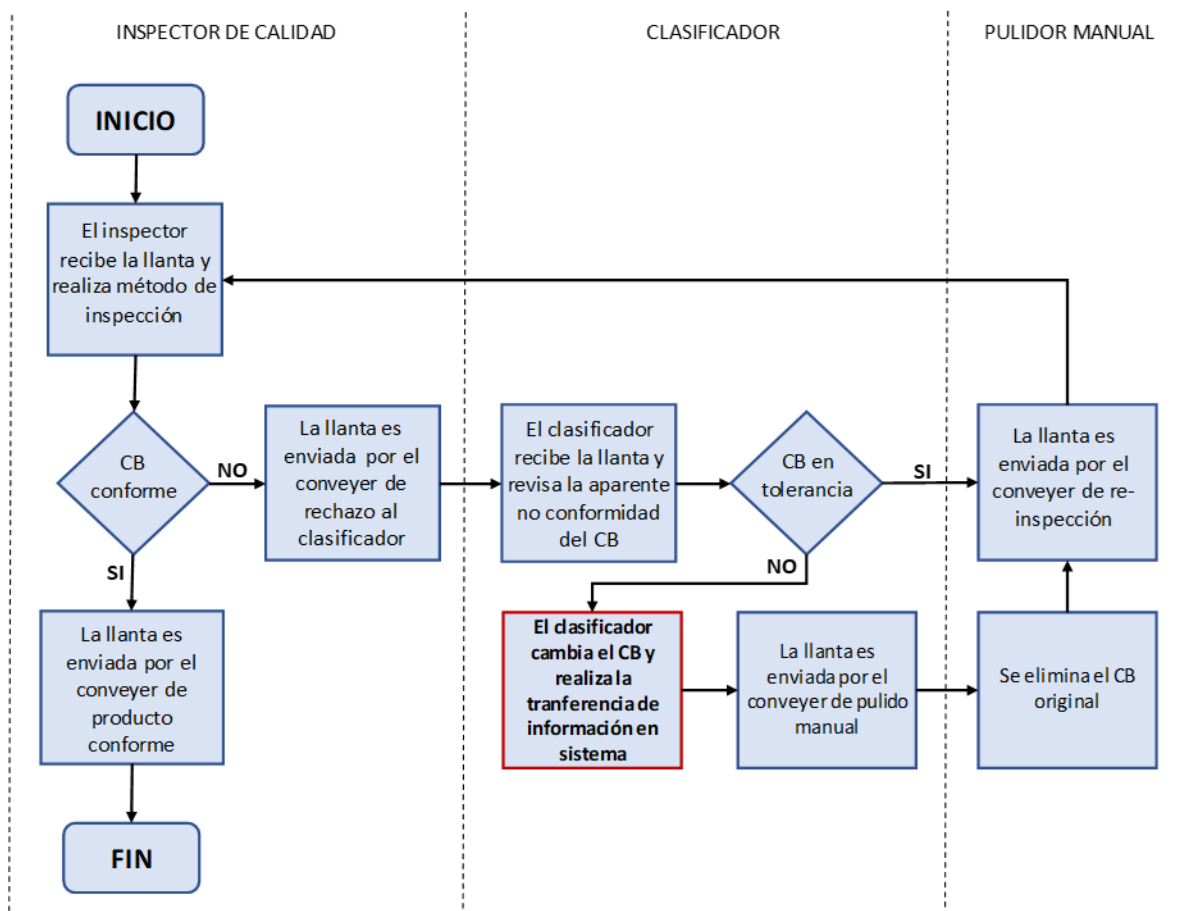 INSPECTOR DE CALIDAD
CLASIFICADOR
PULIDOR MANUAL
INICIO
El inspector
recibe la llanta y
realiza método de
inspección
CB
conforme
NO
La llanta es
enviada por el
conveyer de
rechazo al
clasificador
El clasificador
recibe la llanta y
revisa la aparente
no conformidad
del CB
CB en
tolerancia
SI
La llanta es
enviada por el
conveyer de re-
inspección
SI
NO
La llanta es
enviada por el
conveyer de
producto
conforme
El clasificador
cambia el CB y
realiza la
tranferencia de
información en
sistema
La llanta es
enviada por el
conveyer de pulido
manual
Se elimina el CB
original
FIN